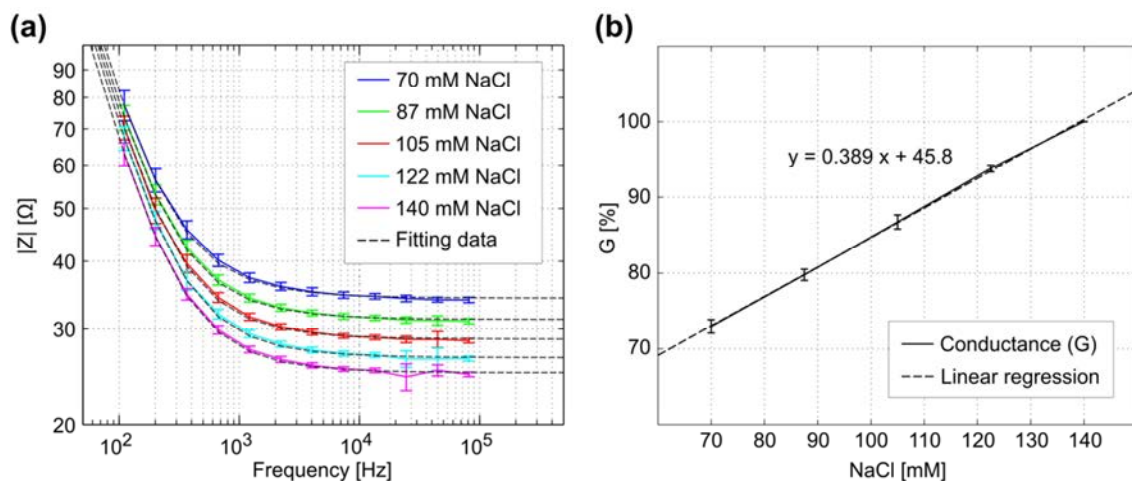 (a)
|Z| [Ω]
90
80
70
60
50
40
30
20
10² 10³ 10⁴ 10⁵
Frequency [Hz]
70 mM NaCl
87 mM NaCl
105 mM NaCl
122 mM NaCl
140 mM NaCl
Fitting data
(b)
G [%]
100
90
80
70
y = 0.389 x + 45.8
Conductance (G)
Linear regression
70 80 90 100 110 120 130 140
NaCl [mM]